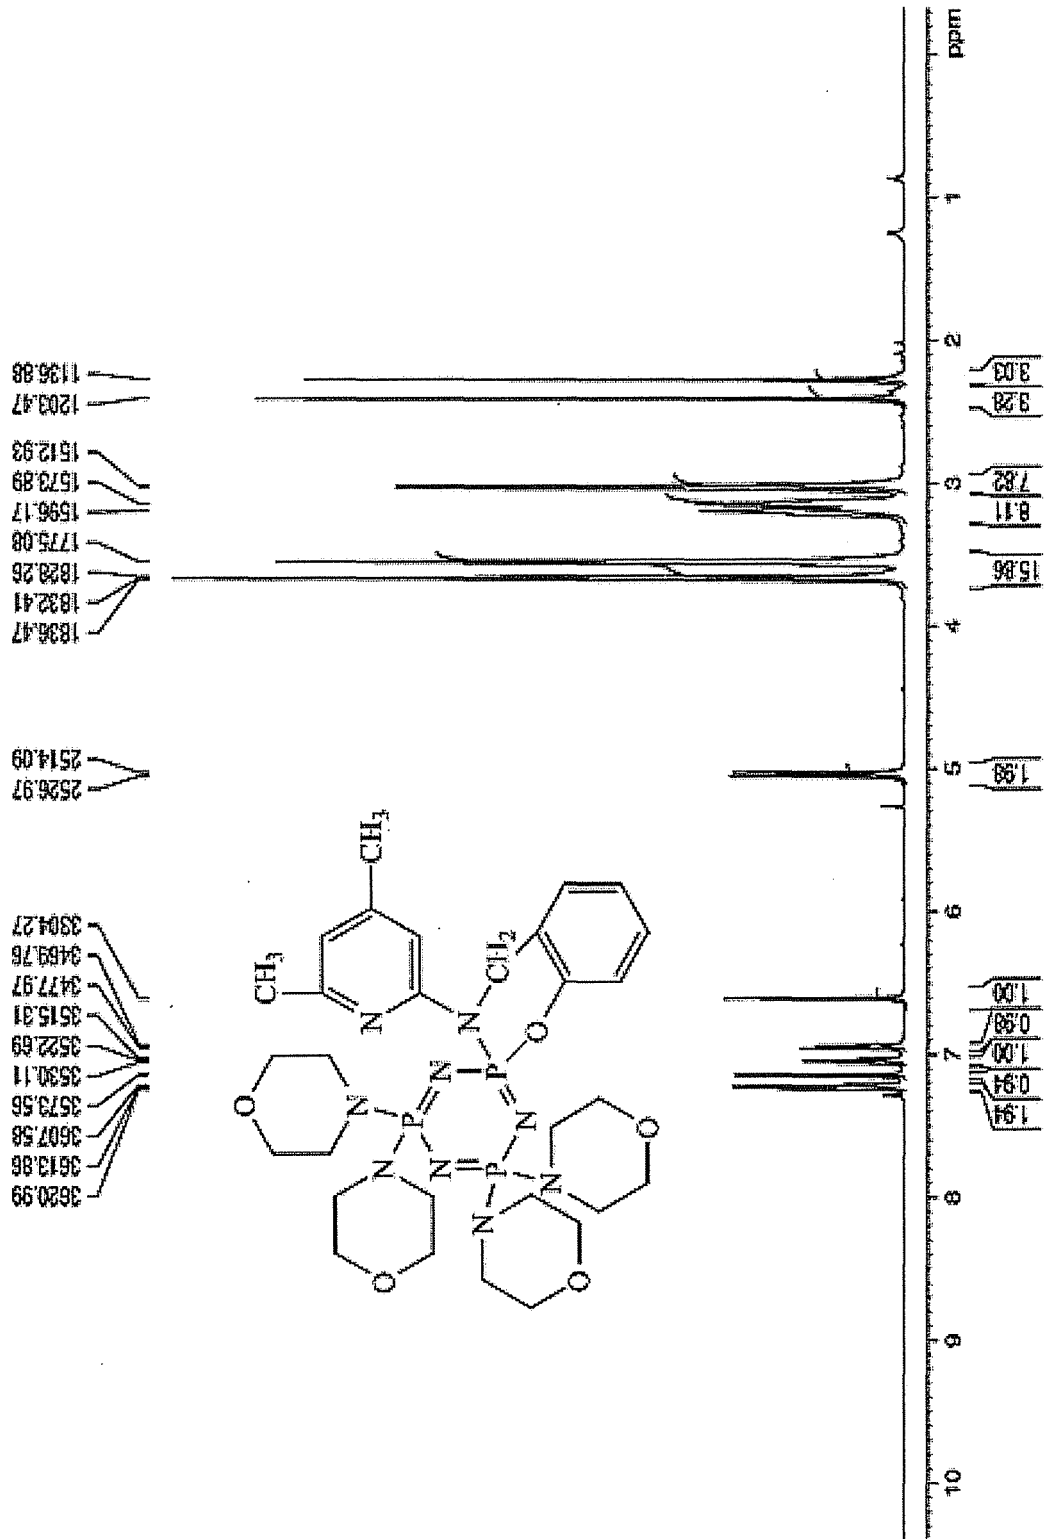 3620.99
3613.86
3607.58
3573.56
3530.11
3522.69
3515.31
3477.97
3469.76
3304.27
2526.97
2514.09
1836.47
1832.41
1828.26
1775.08
1596.17
1573.89
1512.93
1203.47
1136.88
O
CH3
N
N
CH3
O
N
P
N
N
N
N
P
P
CH2
N
O
N
O
O
10 9 8 7 6 5 4 3 2 1 ppm
1.94
0.94
1.00
0.98
1.00
1.98
15.86
8.11
7.82
3.28
3.03